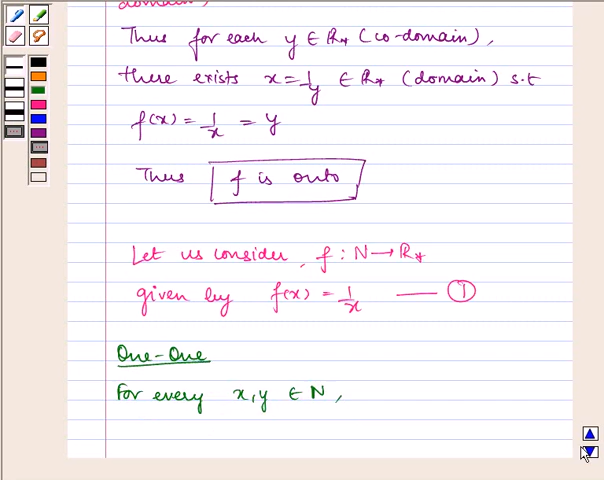 domain,
Thus for each y ∈ R* (co-domain),
there exists x = 1/y ∈ R* (domain) s.t
f(x) = 1/x = y
Thus f is onto
Let us consider, f : N → R*
given by f(x) = 1/x —— ①
One-One
For every x, y ∈ N,